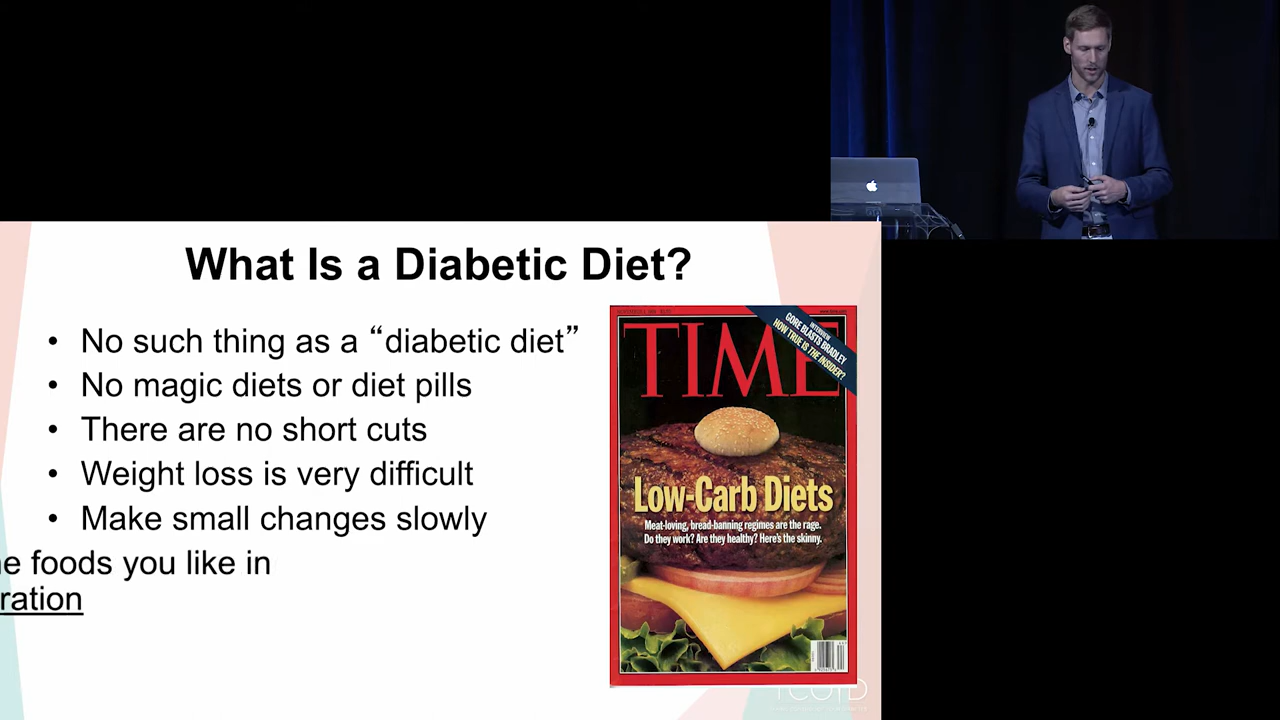 What Is a Diabetic Diet?
• No such thing as a “diabetic diet”
• No magic diets or diet pills
• There are no short cuts
• Weight loss is very difficult
• Make small changes slowly
e foods you like in
ration
TIME
INTERVIEW
GORE BLASTS BRADLEY
HOW TRUE IS THE INSIDER?
Low-Carb Diets
Meat-loving, bread-banning regimes are the rage.
Do they work? Are they healthy? Here's the skinny.
TCOYD